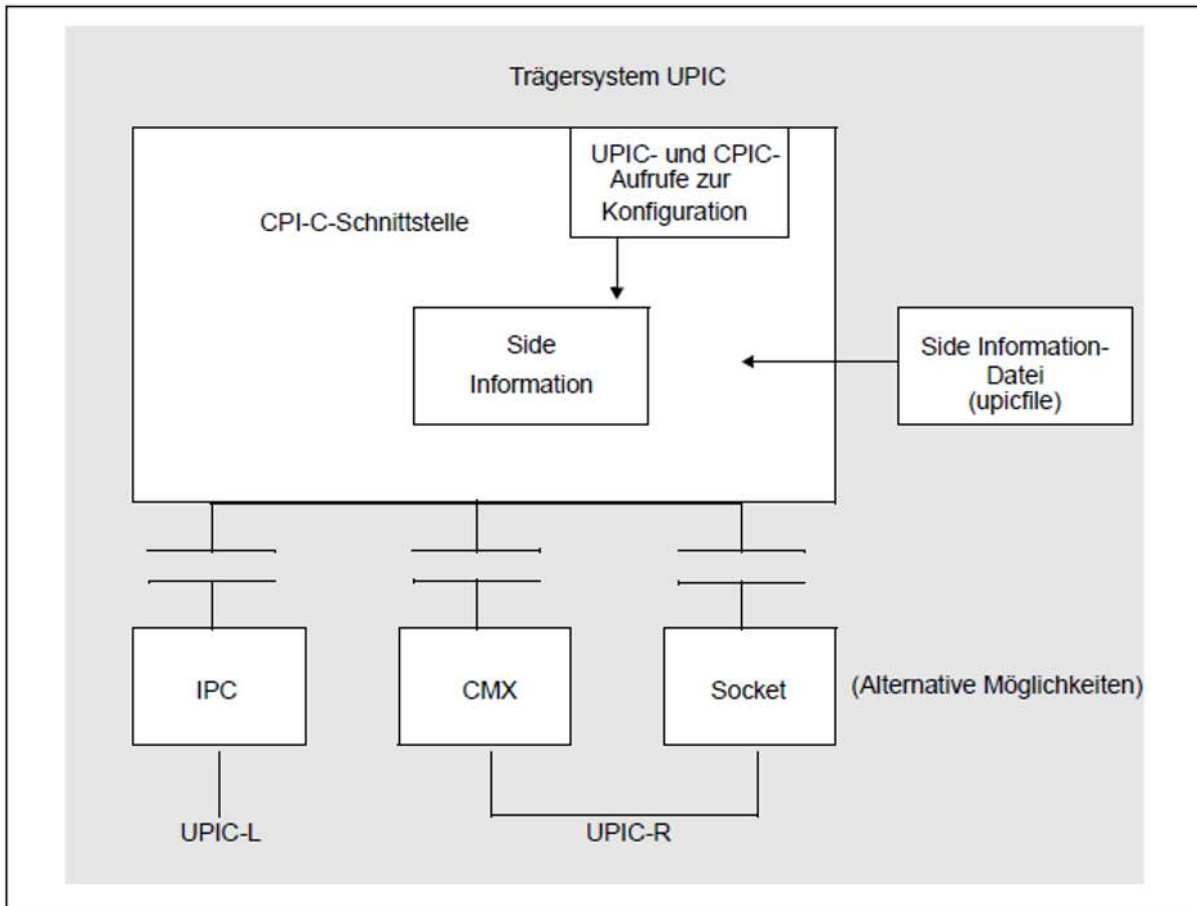 Trägersystem UPIC
UPIC- und CPIC-
Aufrufe zur
Konfiguration
CPI-C-Schnittstelle
Side
Information
Side Information-
Datei
(upicfile)
IPC
CMX
Socket
(Alternative Möglichkeiten)
UPIC-L
UPIC-R